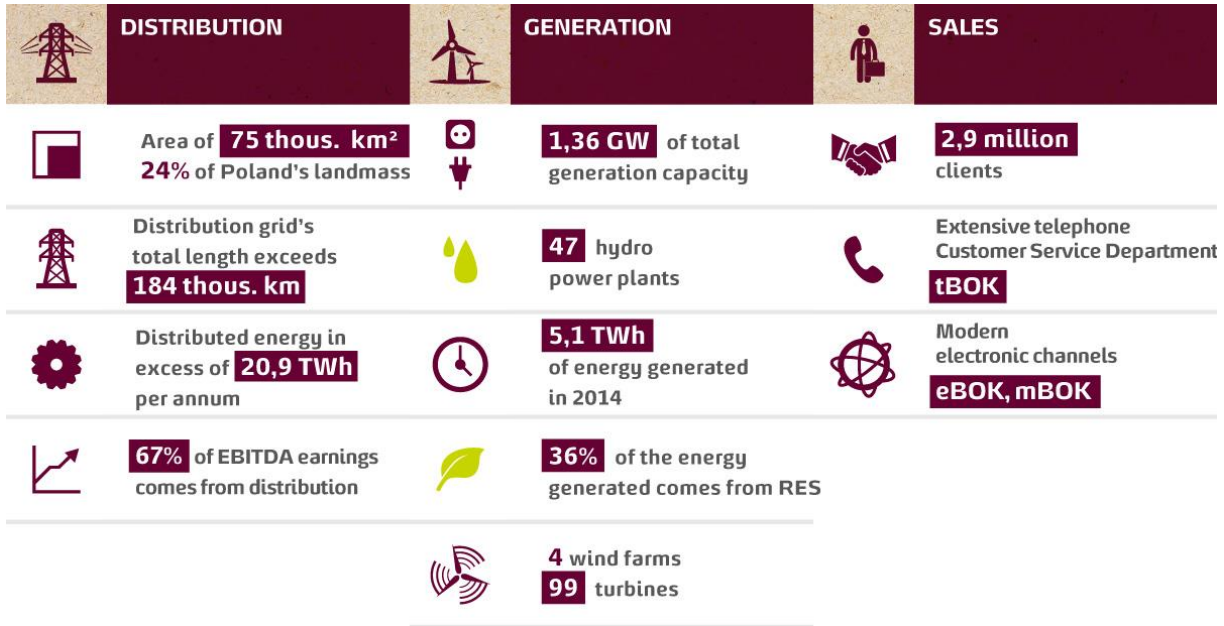 DISTRIBUTION
Area of 75 thous. km²
24% of Poland's landmass
Distribution grid's
total length exceeds
184 thous. km
Distributed energy in
excess of 20,9 TWh
per annum
67% of EBITDA earnings
comes from distribution
GENERATION
1,36 GW of total
generation capacity
47 hydro
power plants
5,1 TWh
of energy generated
in 2014
36% of the energy
generated comes from RES
4 wind farms
99 turbines
SALES
2,9 million
clients
Extensive telephone
Customer Service Department
tBOK
Modern
electronic channels
eBOK, mBOK